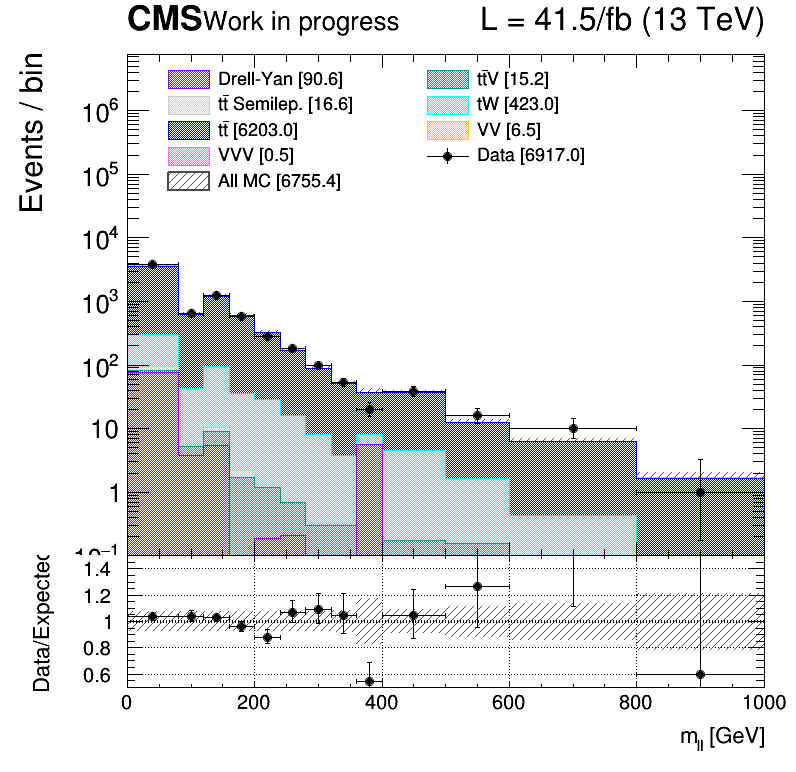 CMS Work in progress L = 41.5/fb (13 TeV)
Events / bin
Drell-Yan [90.6] tt̄V [15.2]
tt̄ Semilep. [16.6] tW [423.0]
tt̄ [6203.0] VV [6.5]
VVV [0.5] Data [6917.0]
All MC [6755.4]
10⁶
10⁵
10⁴
10³
10²
10
1
10⁻¹
Data/Expected
1.4
1.2
1
0.8
0.6
0 200 400 600 800 1000
m_ll [GeV]